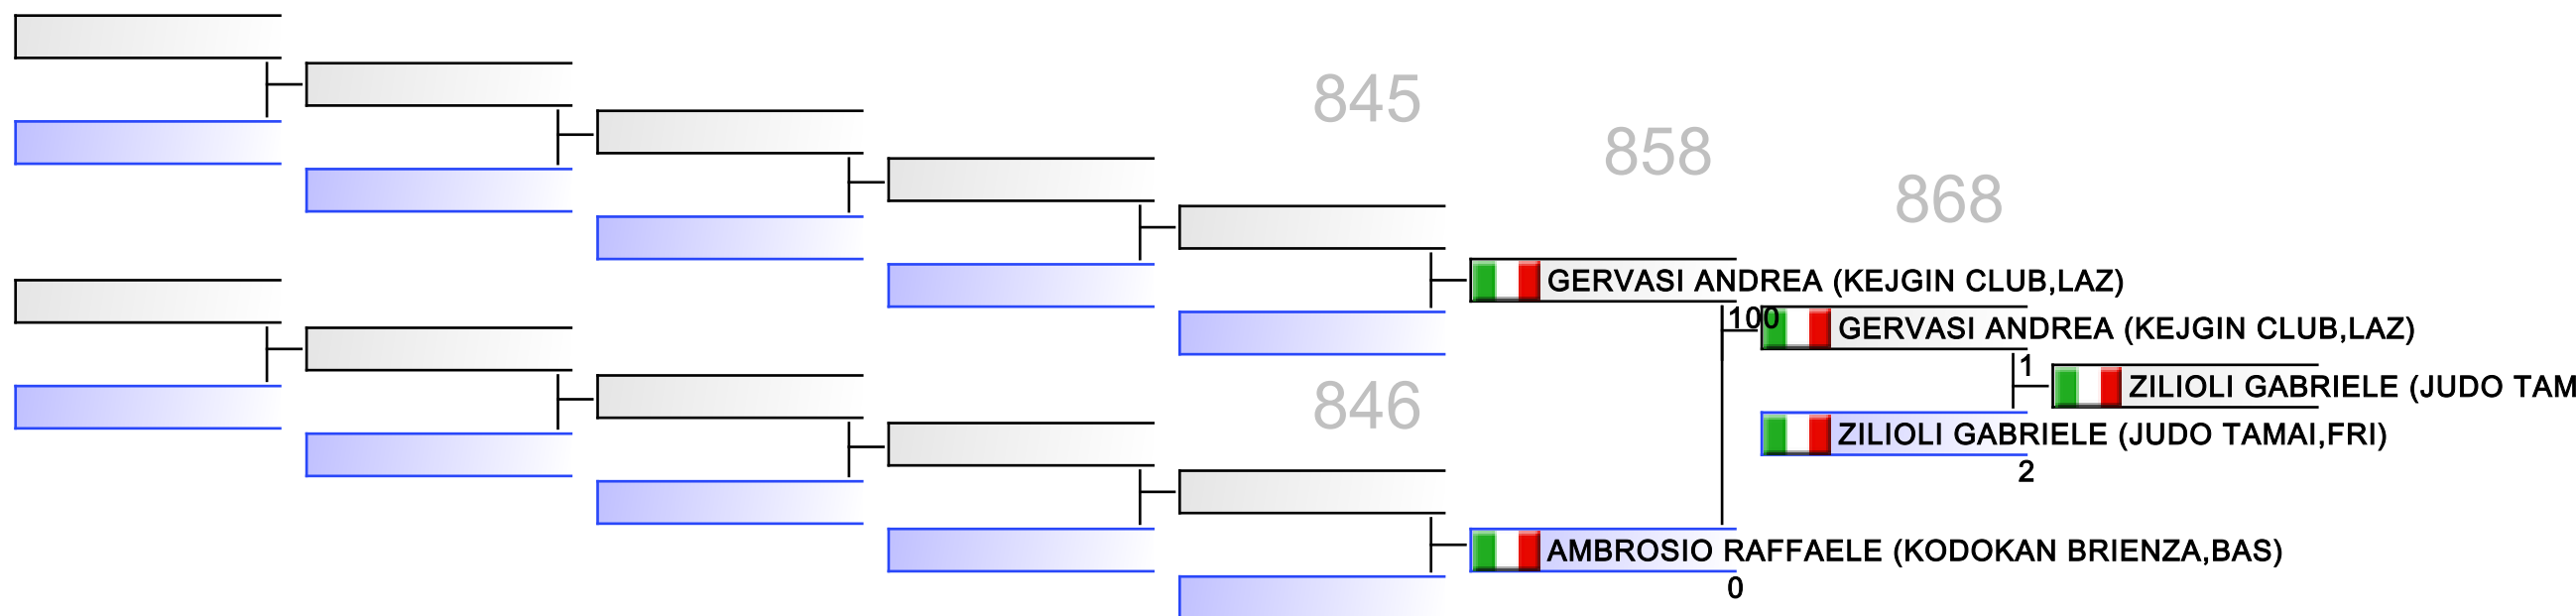 845
858
868
GERVASI ANDREA (KEJGIN CLUB,LAZ)
100
GERVASI ANDREA (KEJGIN CLUB,LAZ)
1
ZILIOLI GABRIELE (JUDO TAM
846
ZILIOLI GABRIELE (JUDO TAMAI,FRI)
2
AMBROSIO RAFFAELE (KODOKAN BRIENZA,BAS)
0